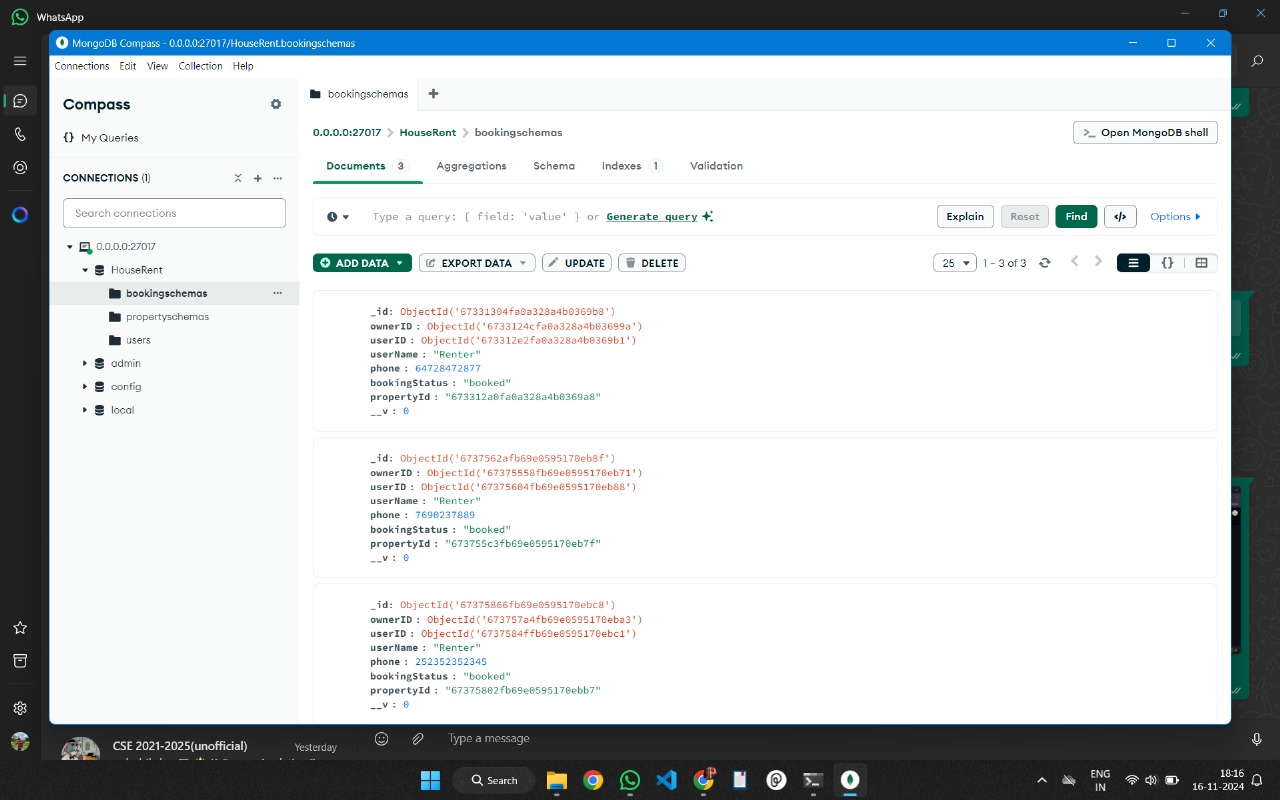 WhatsApp
MongoDB Compass - 0.0.0.0:27017/HouseRent.bookingschemas
Connections Edit View Collection Help
Compass
{} My Queries
CONNECTIONS (1)
Search connections
0.0.0.0:27017
HouseRent
bookingschemas
propertyschemas
users
admin
config
local
bookingschemas
0.0.0.0:27017 > HouseRent > bookingschemas
>_ Open MongoDB shell
Documents 3 Aggregations Schema Indexes 1 Validation
Type a query: { field: 'value' } or Generate query
Explain Reset Find </> Options
ADD DATA EXPORT DATA UPDATE DELETE
25 1 – 3 of 3 {}
_id: ObjectId('67331304fa0a328a4b0369b8')
ownerID : ObjectId('6733124cfa0a328a4b03699a')
userID : ObjectId('673312e2fa0a328a4b0369b1')
userName : "Renter"
phone : 64728472877
bookingStatus : "booked"
propertyId : "673312a0fa0a328a4b0369a8"
__v : 0
_id: ObjectId('6737562afb69e0595170eb8f')
ownerID : ObjectId('67375558fb69e0595170eb71')
userID : ObjectId('67375604fb69e0595170eb88')
userName : "Renter"
phone : 7690237889
bookingStatus : "booked"
propertyId : "673755c3fb69e0595170eb7f"
__v : 0
_id: ObjectId('67375866fb69e0595170ebc8')
ownerID : ObjectId('673757a4fb69e0595170eba3')
userID : ObjectId('6737584ffb69e0595170ebc1')
userName : "Renter"
phone : 252352352345
bookingStatus : "booked"
propertyId : "67375802fb69e0595170ebb7"
__v : 0
CSE 2021-2025(unofficial) Yesterday
Type a message
Search
ENG
IN
18:16
16-11-2024